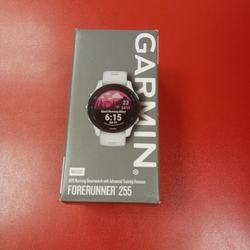 GARMIN
6:15
GPS Running Smartwatch with Advanced Training Features
FORERUNNER® 255